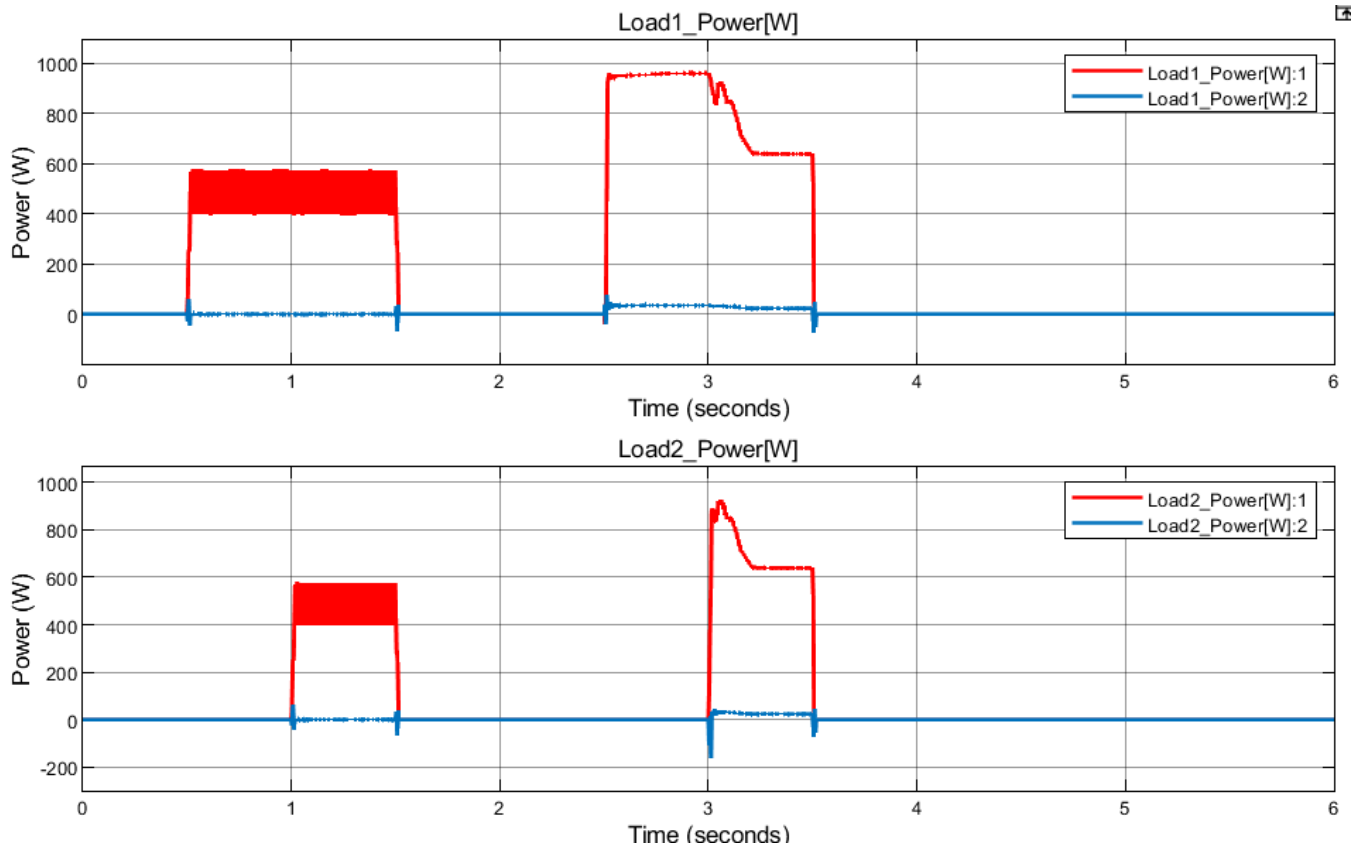 Load1_Power[W]
Load1_Power[W]:1
Load1_Power[W]:2
Power (W)
1000
800
600
400
200
0
0 1 2 3 4 5 6
Time (seconds)
Load2_Power[W]
Load2_Power[W]:1
Load2_Power[W]:2
Power (W)
1000
800
600
400
200
0
-200
0 1 2 3 4 5 6
Time (seconds)